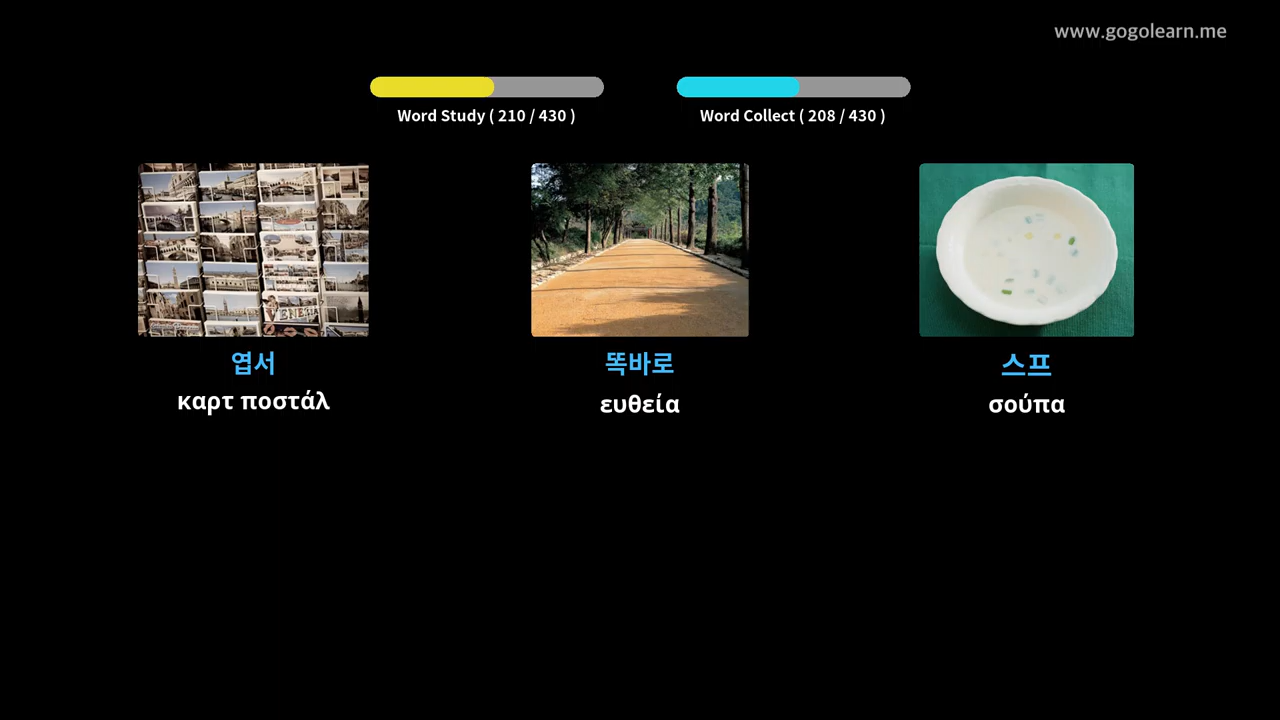 www.gogolearn.me
Word Study ( 210 / 430 )
Word Collect ( 208 / 430 )
엽서
똑바로
스프
καρτ ποστάλ
ευθεία
σούπα